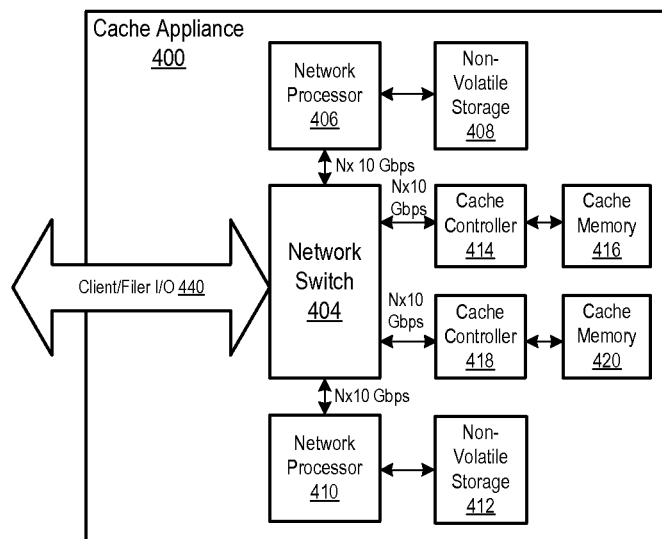 Cache Appliance
400
Network
Processor
406
Non-
Volatile
Storage
408
Nx 10 Gbps
Nx10
Gbps
Cache
Controller
414
Cache
Memory
416
Client/Filer I/O 440
Network
Switch
404
Nx10
Gbps
Cache
Controller
418
Cache
Memory
420
Nx10 Gbps
Network
Processor
410
Non-
Volatile
Storage
412